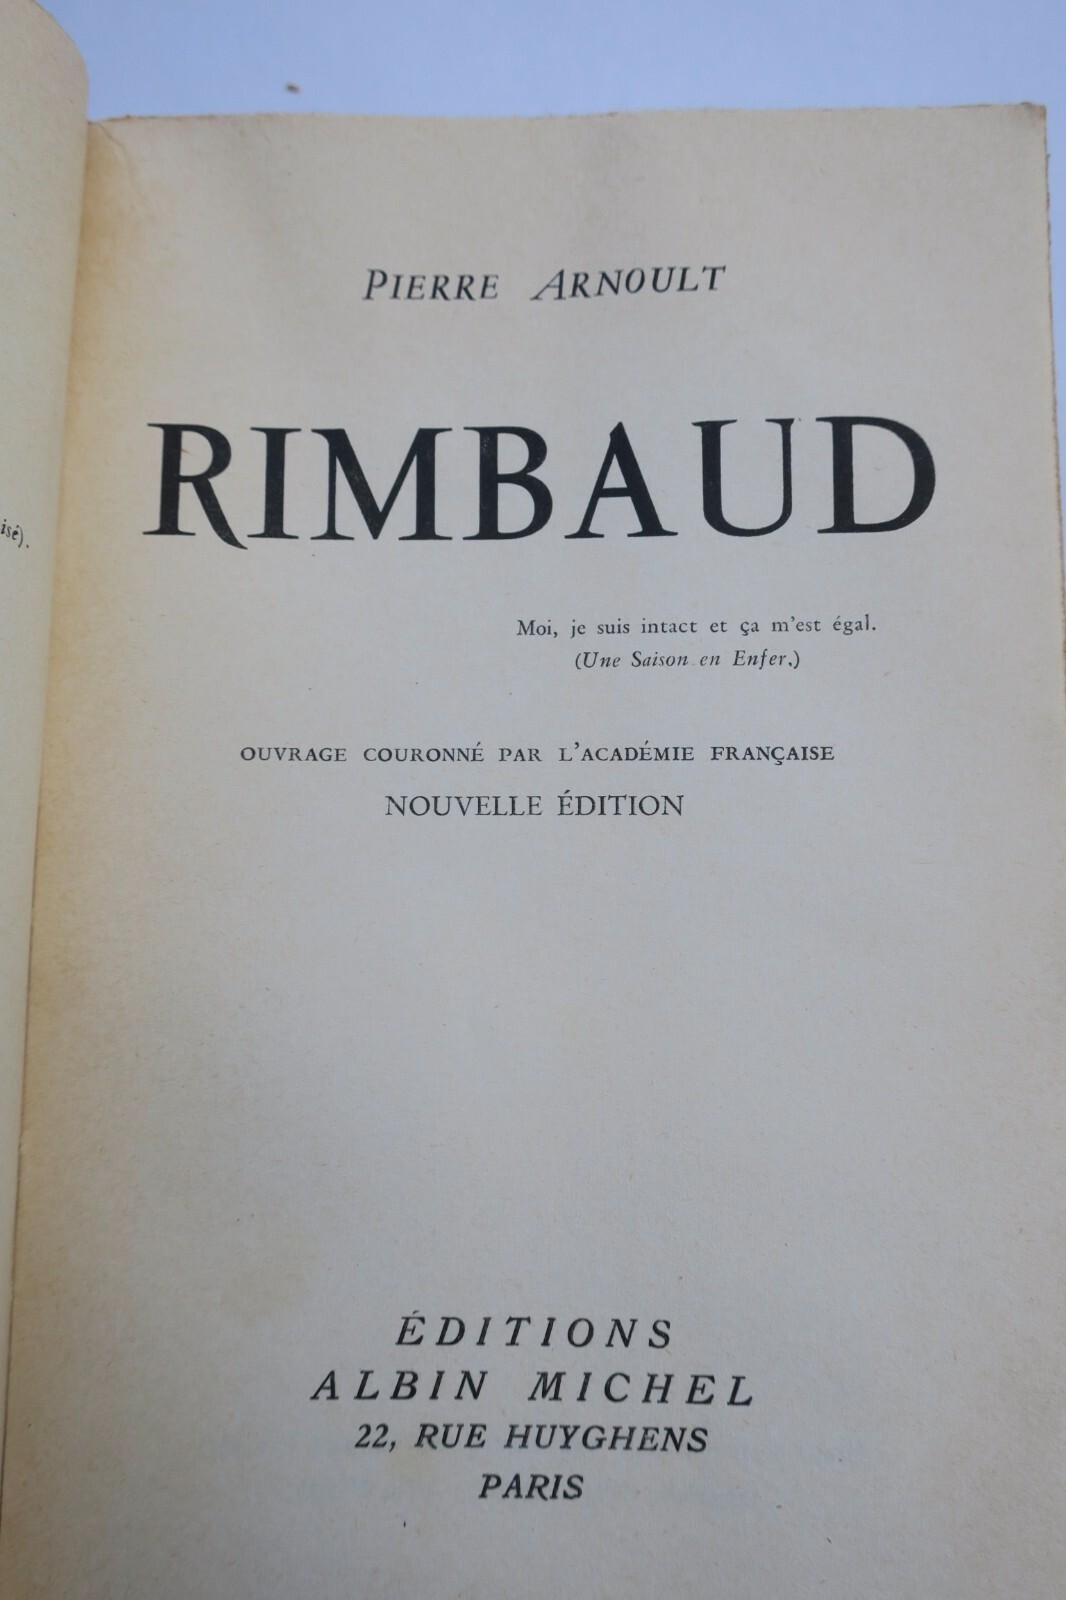 isé).
PIERRE ARNOULT
RIMBAUD
Moi, je suis intact et ça m'est égal.
(Une Saison en Enfer.)
OUVRAGE COURONNÉ PAR L'ACADÉMIE FRANÇAISE
NOUVELLE ÉDITION
ÉDITIONS
ALBIN MICHEL
22, RUE HUYGHENS
PARIS